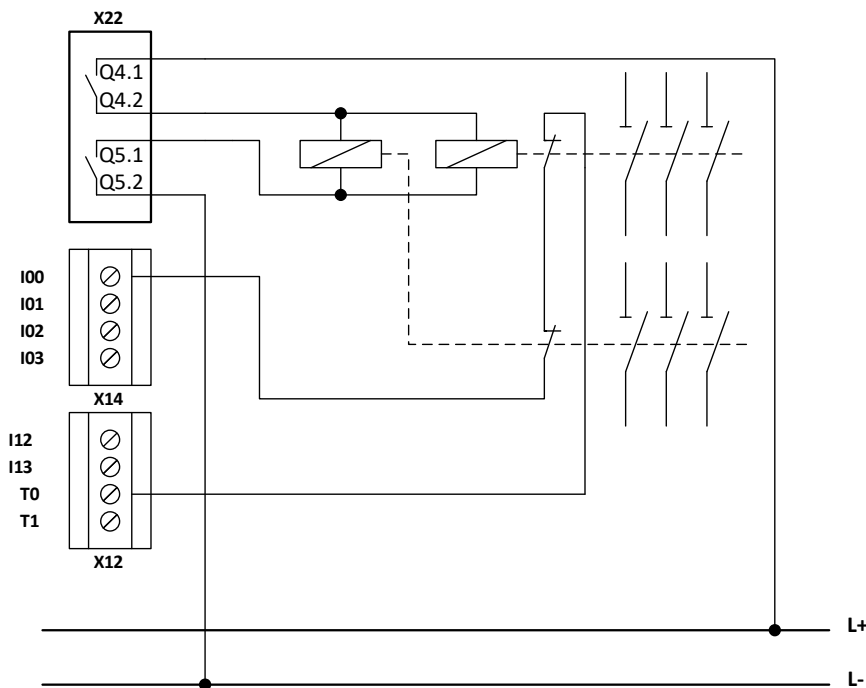 X22
Q4.1
Q4.2
Q5.1
Q5.2
I00
I01
I02
I03
X14
I12
I13
T0
T1
X12
L+
L-